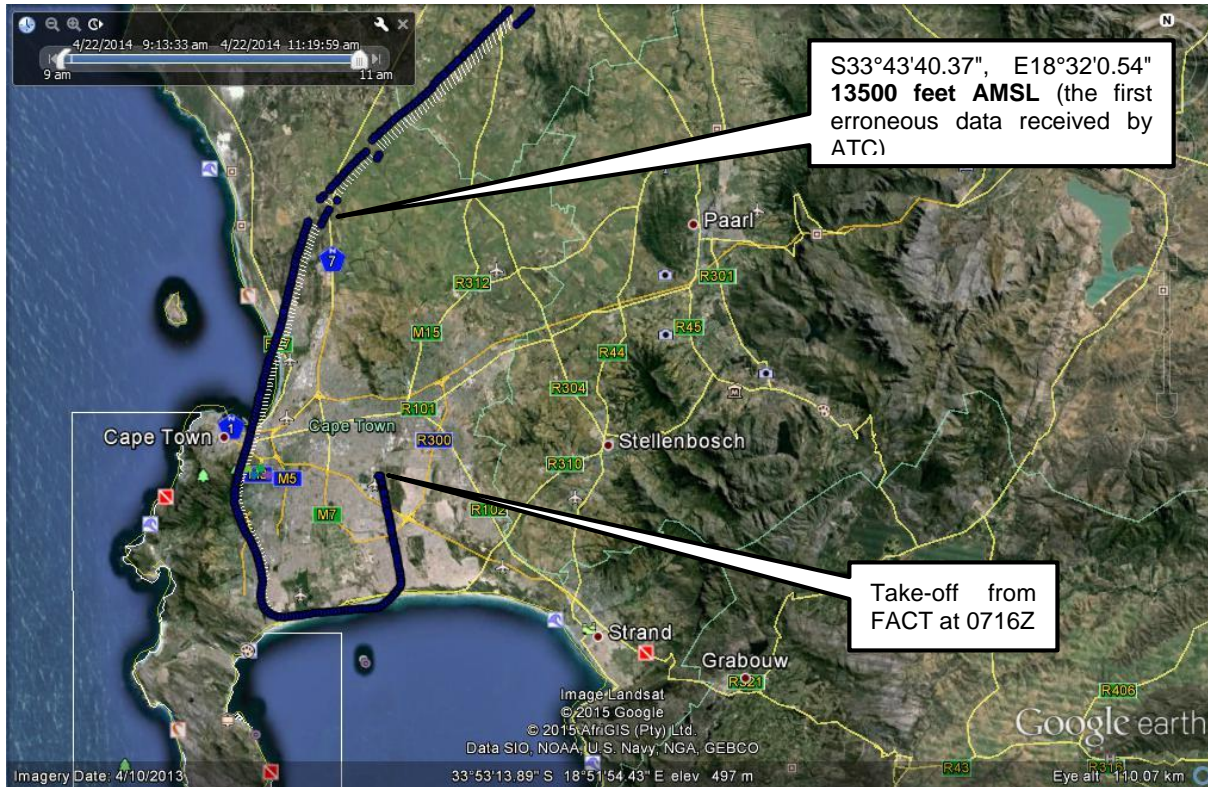 4/22/2014 9:13:33 am 4/22/2014 11:19:59 am
9 am 11 am
N
S33°43'40.37", E18°32'0.54"
13500 feet AMSL (the first
erroneous data received by
ATC)
Paarl
7
R312
R301
M15
R45
R44
R304
R101
Cape Town
1
Cape Town
R300
Stellenbosch
R310
M5
M7
R102
Take-off from
FACT at 0716Z
Strand
Grabouw
R321
R406
Image Landsat
© 2015 Google
© 2015 AfriGIS (Pty) Ltd.
Data SIO, NOAA, U.S. Navy, NGA, GEBCO
Google earth
R43
R316
Imagery Date: 4/10/2013 33°53'13.89" S 18°51'54.43" E elev 497 m Eye alt 110.07 km